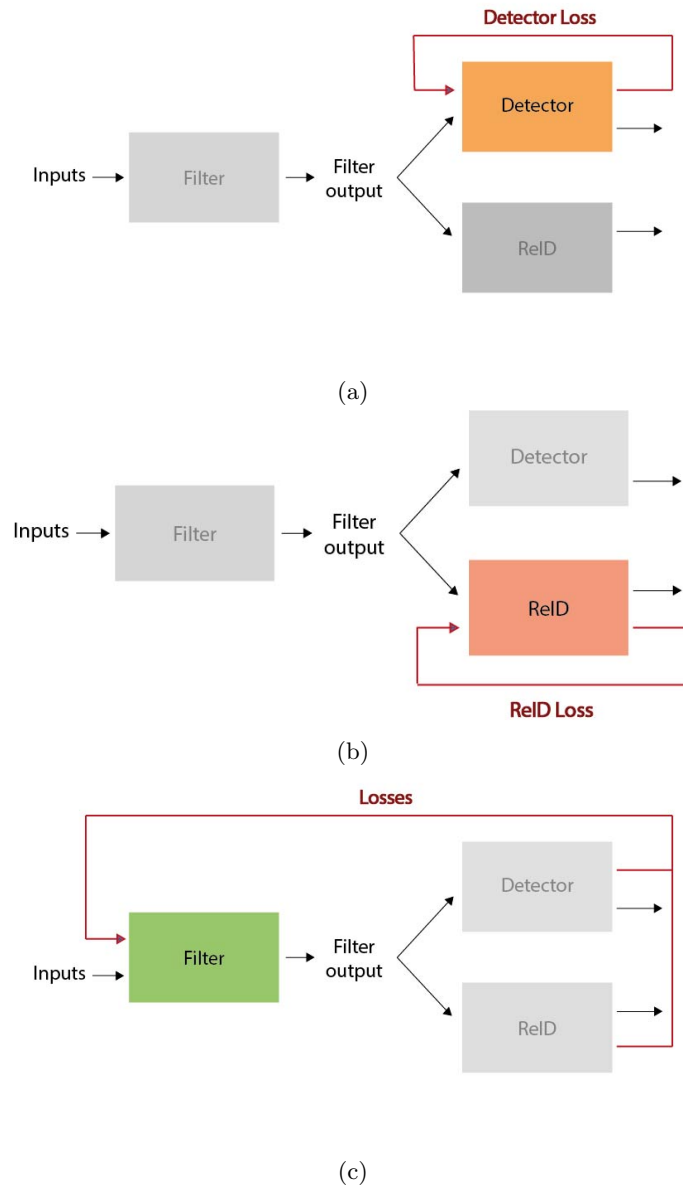 Detector Loss
Detector
Inputs
Filter
Filter
output
ReID
(a)
Detector
Inputs
Filter
Filter
output
ReID
ReID Loss
(b)
Losses
Detector
Inputs
Filter
Filter
output
ReID
(c)